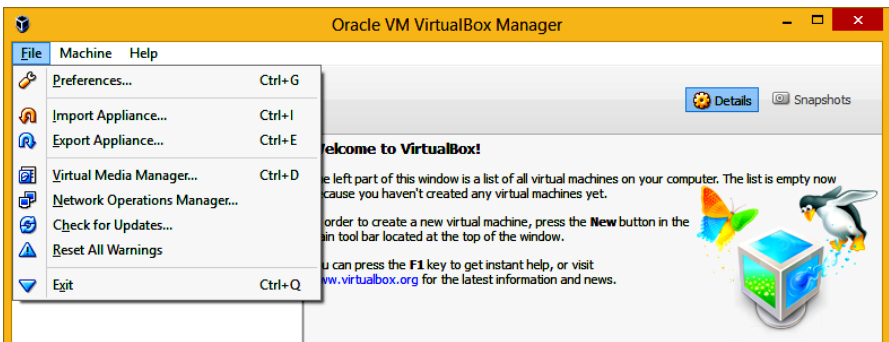 Oracle VM VirtualBox Manager
File Machine Help
Preferences... Ctrl+G
Import Appliance... Ctrl+I
Export Appliance... Ctrl+E
Virtual Media Manager... Ctrl+D
Network Operations Manager...
Check for Updates...
Reset All Warnings
Exit Ctrl+Q
Details Snapshots
to VirtualBox!
left part of this window is a list of all virtual machines on your computer. The list is empty now
you haven't created any virtual machines yet.
order to create a new virtual machine, press the New button in the
tool bar located at the top of the window.
can press the F1 key to get instant help, or visit
.virtualbox.org for the latest information and news.